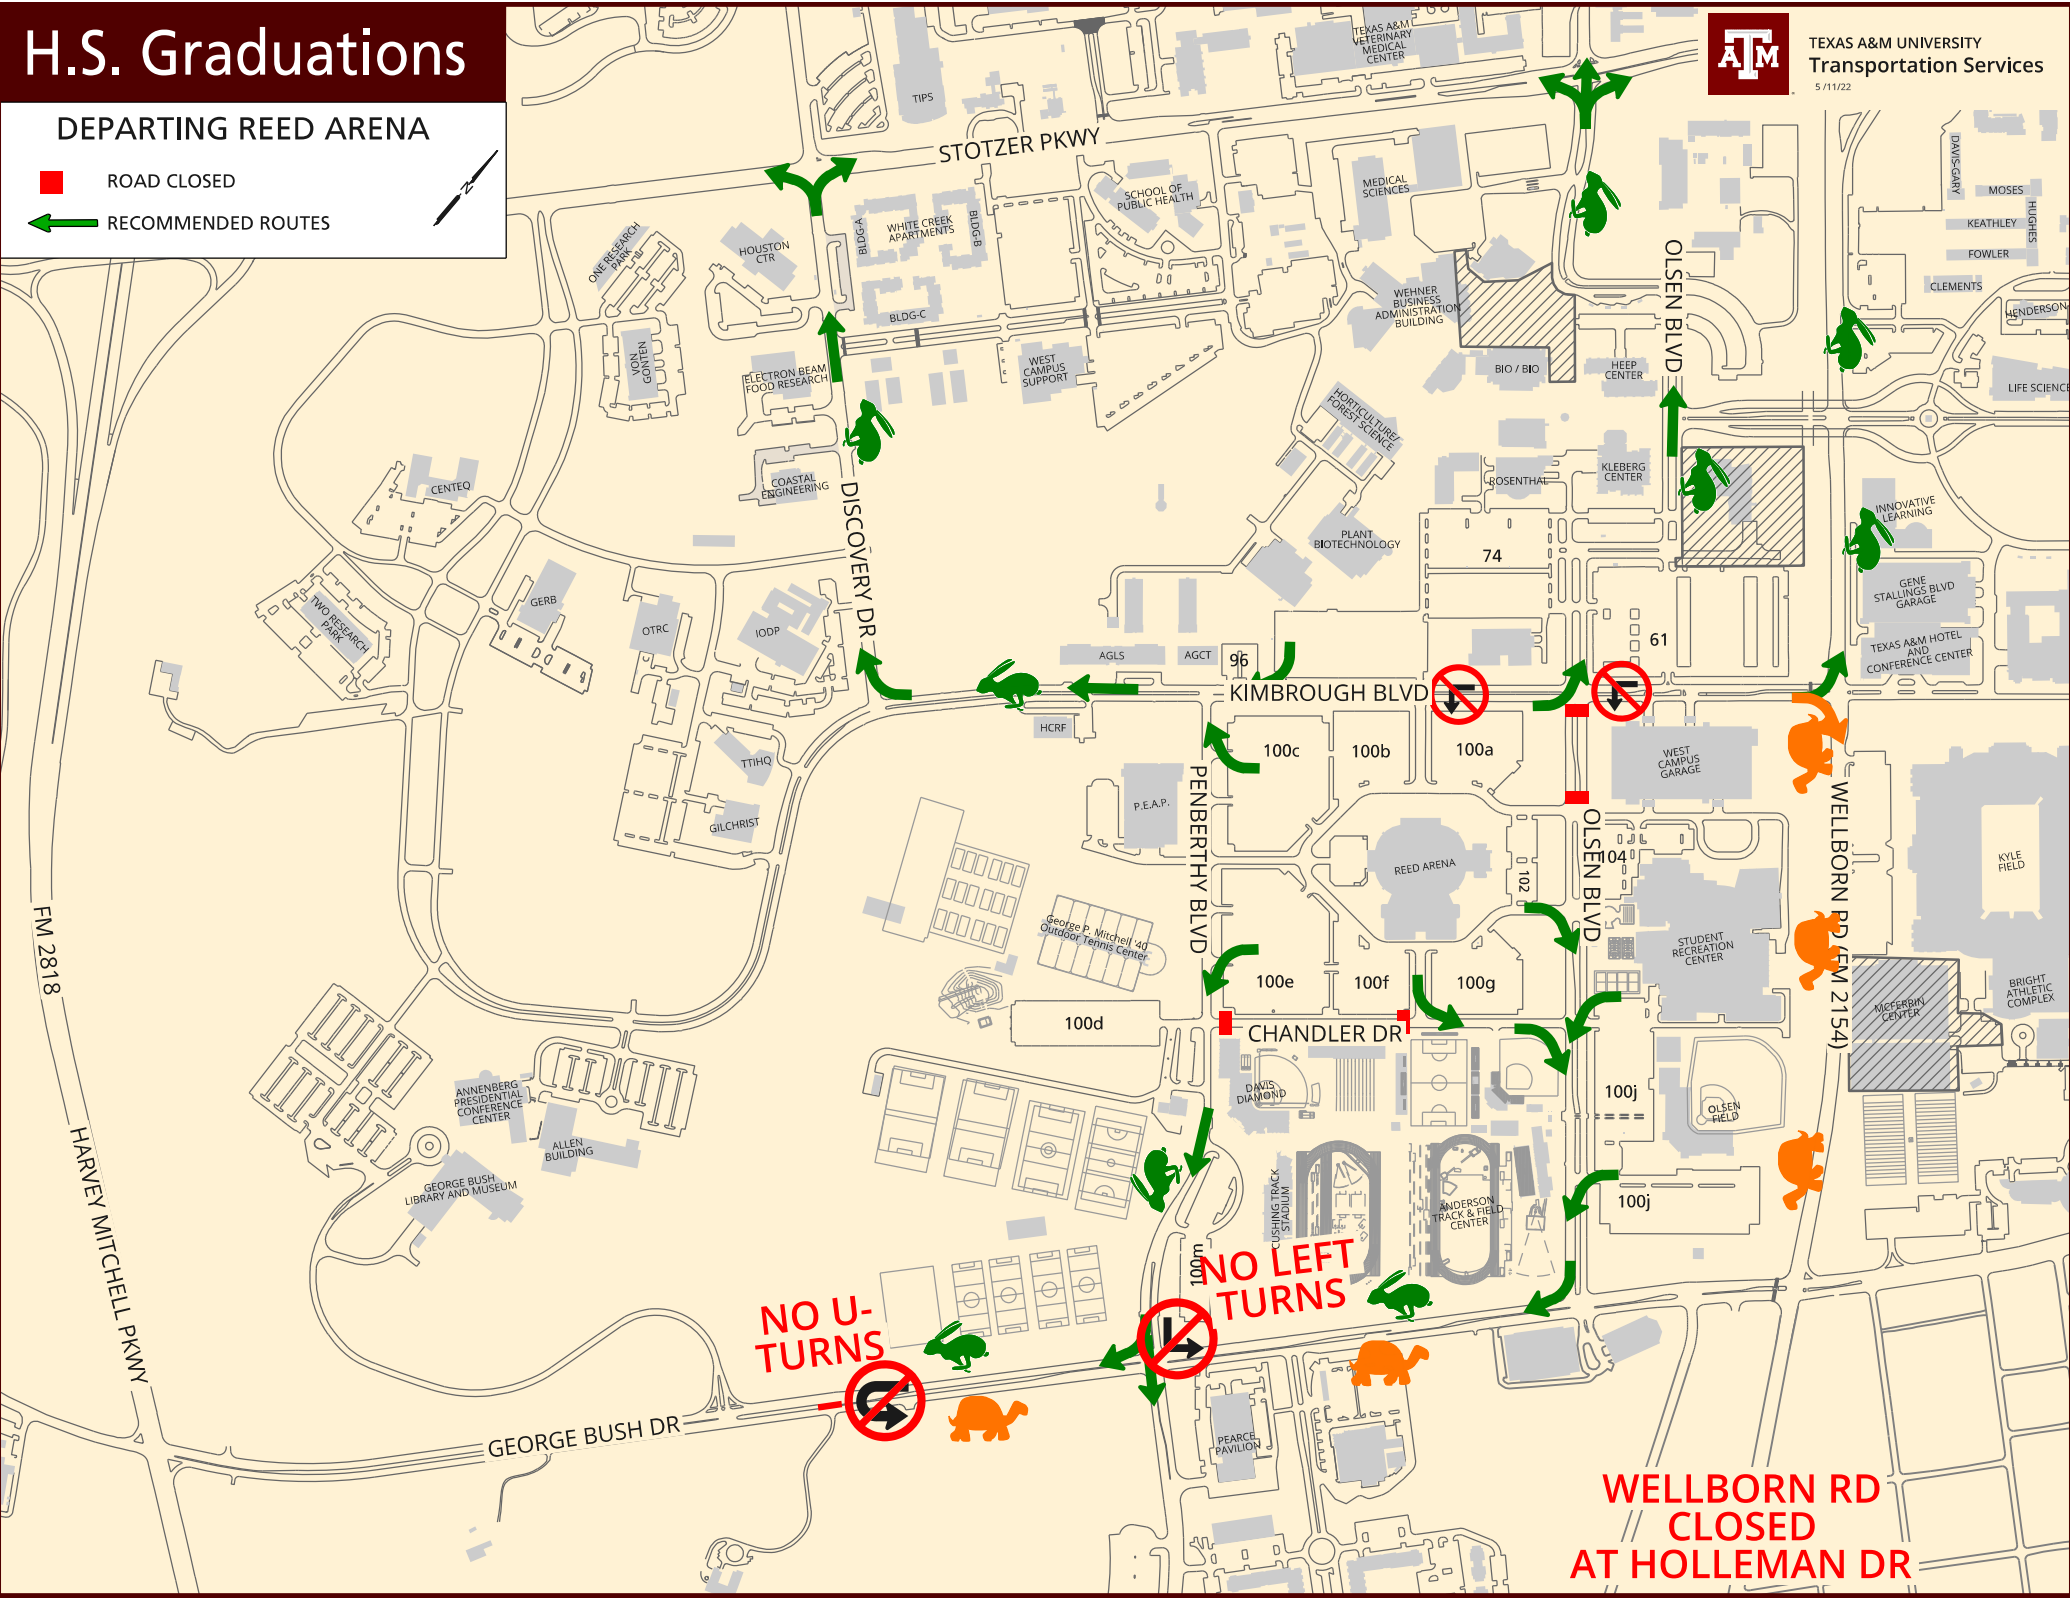 H.S. Graduations
DEPARTING REED ARENA
ROAD CLOSED
RECOMMENDED ROUTES
N
ATM
TEXAS A&M UNIVERSITY
Transportation Services
5 /11/22
TEXAS A&M
VETERINARY
MEDICAL
CENTER
TIPS
STOTZER PKWY
MEDICAL
SCIENCES
SCHOOL OF
PUBLIC HEALTH
DAVIS-GARY
MOSES
HUGHES
KEATHLEY
FOWLER
CLEMENTS
HENDERSON
LIFE SCIENCE
ONE RESEARCH
PARK
HOUSTON
CTR
BLDG-A
WHITE CREEK
APARTMENTS
BLDG-B
BLDG-C
OLSEN BLVD
WEHNER
BUSINESS
ADMINISTRATION
BUILDING
VON
GONTEN
ELECTRON BEAM
FOOD RESEARCH
WEST
CAMPUS
SUPPORT
BIO / BIO
HEEP
CENTER
HORTICULTURE/
FOREST SCIENCE
CENTEQ
COASTAL
ENGINEERING
ROSENTHAL
KLEBERG
CENTER
INNOVATIVE
LEARNING
DISCOVERY DR
PLANT
BIOTECHNOLOGY
74
GENE
STALLINGS BLVD
GARAGE
TWO RESEARCH
PARK
GERB
OTRC
IODP
61
TEXAS A&M HOTEL
AND
CONFERENCE CENTER
AGLS
AGCT
96
KIMBROUGH BLVD
HCRF
TTIHQ
100c
100b
100a
WEST
CAMPUS
GARAGE
P.E.A.P.
PENBERTHY BLVD
GILCHRIST
OLSEN BLVD
104
WELLBORN RD (FM 2154)
REED ARENA
102
KYLE
FIELD
FM 2818
George P. Mitchell '40
Outdoor Tennis Center
STUDENT
RECREATION
CENTER
100e
100f
100g
BRIGHT
ATHLETIC
COMPLEX
MCFERRIN
CENTER
100d
CHANDLER DR
ANNENBERG
PRESIDENTIAL
CONFERENCE
CENTER
DAVIS
DIAMOND
100j
OLSEN
FIELD
ALLEN
BUILDING
GEORGE BUSH
LIBRARY AND MUSEUM
HARVEY MITCHELL PKWY
CUSHING TRACK
STADIUM
ANDERSON
TRACK & FIELD
CENTER
100j
100m
NO LEFT
TURNS
NO U-
TURNS
GEORGE BUSH DR
PEARCE
PAVILION
WELLBORN RD
CLOSED
AT HOLLEMAN DR